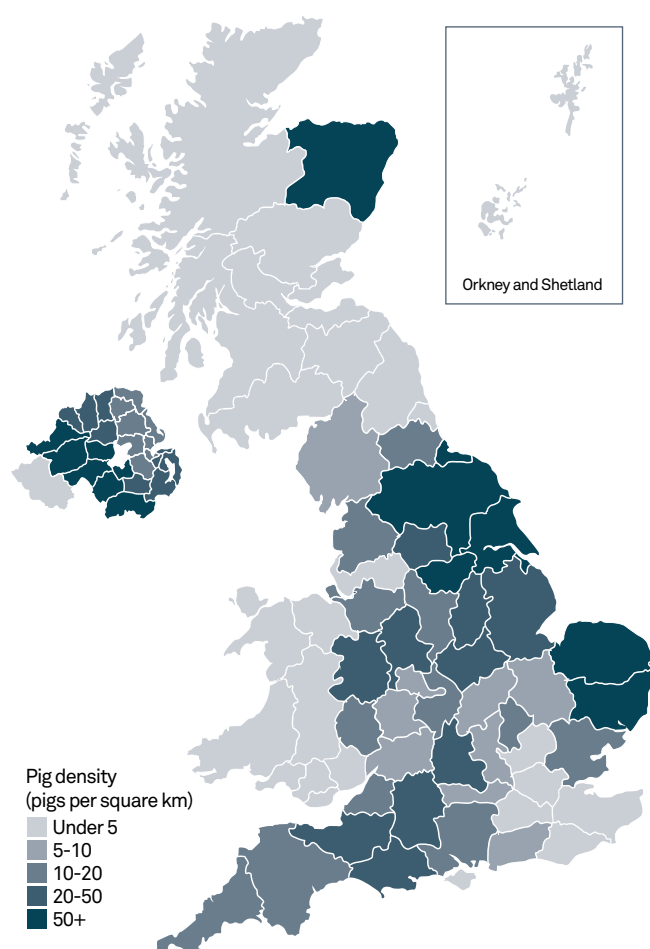 Orkney and Shetland
Pig density
(pigs per square km)
Under 5
5-10
10-20
20-50
50+